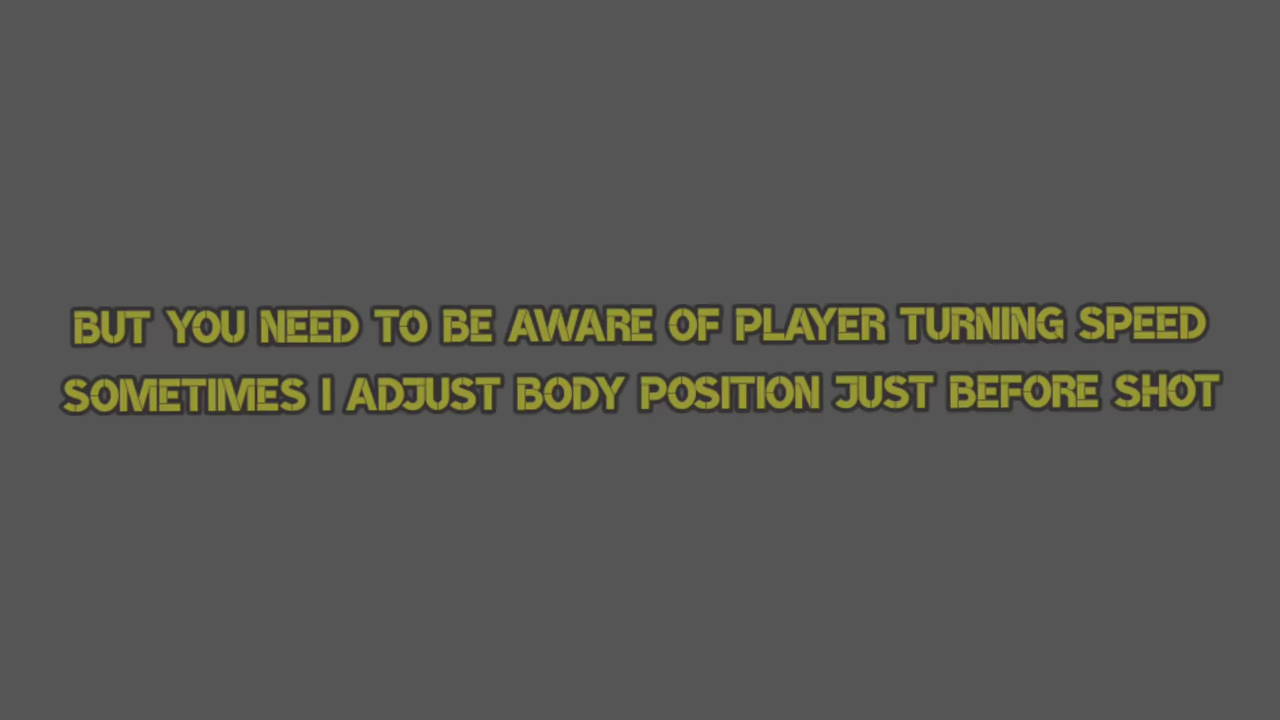 BUT YOU NEED TO BE AWARE OF PLAYER TURNING SPEED
SOMETIMES I ADJUST BODY POSITION JUST BEFORE SHOT